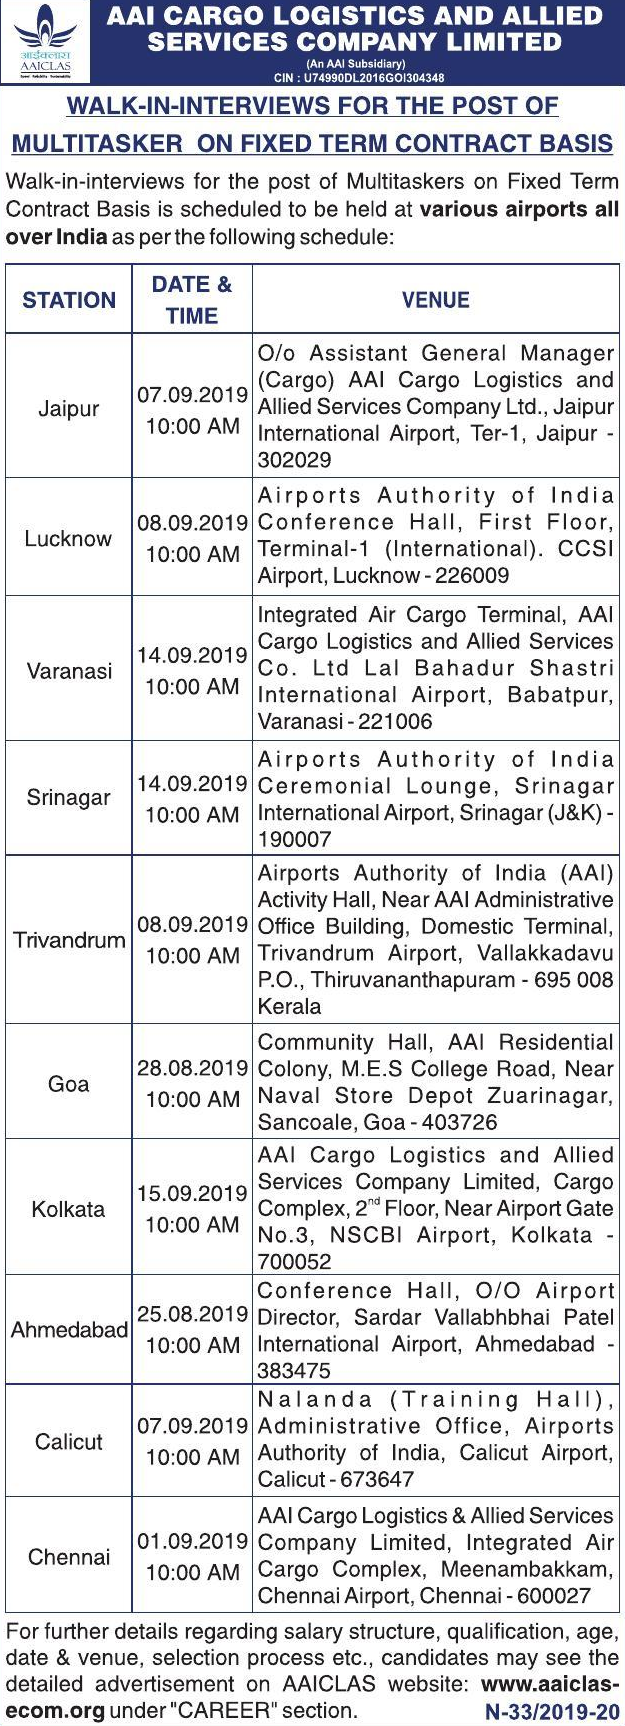 AAI CARGO LOGISTICS AND ALLIED
SERVICES COMPANY LIMITED
(An AAI Subsidiary)
CIN : U74990DL2016GOI304348
आईक्लास
AAICLAS
WALK-IN-INTERVIEWS FOR THE POST OF
MULTITASKER ON FIXED TERM CONTRACT BASIS
Walk-in-interviews for the post of Multitaskers on Fixed Term
Contract Basis is scheduled to be held at various airports all
over India as per the following schedule:
STATION
DATE &
TIME
VENUE
Jaipur
07.09.2019
10:00 AM
O/o Assistant General Manager
(Cargo) AAI Cargo Logistics and
Allied Services Company Ltd., Jaipur
International Airport, Ter-1, Jaipur -
302029
Lucknow
08.09.2019
10:00 AM
Airports Authority of India
Conference Hall, First Floor,
Terminal-1 (International). CCSI
Airport, Lucknow - 226009
Varanasi
14.09.2019
10:00 AM
Integrated Air Cargo Terminal, AAI
Cargo Logistics and Allied Services
Co. Ltd Lal Bahadur Shastri
International Airport, Babatpur,
Varanasi - 221006
Srinagar
14.09.2019
10:00 AM
Airports Authority of India
Ceremonial Lounge, Srinagar
International Airport, Srinagar (J&K) -
190007
Trivandrum
08.09.2019
10:00 AM
Airports Authority of India (AAI)
Activity Hall, Near AAI Administrative
Office Building, Domestic Terminal,
Trivandrum Airport, Vallakkadavu
P.O., Thiruvananthapuram - 695 008
Kerala
Goa
28.08.2019
10:00 AM
Community Hall, AAI Residential
Colony, M.E.S College Road, Near
Naval Store Depot Zuarinagar,
Sancoale, Goa - 403726
Kolkata
15.09.2019
10:00 AM
AAI Cargo Logistics and Allied
Services Company Limited, Cargo
Complex, 2nd Floor, Near Airport Gate
No.3, NSCBI Airport, Kolkata -
700052
Ahmedabad
25.08.2019
10:00 AM
Conference Hall, O/O Airport
Director, Sardar Vallabhbhai Patel
International Airport, Ahmedabad -
383475
Calicut
07.09.2019
10:00 AM
Nalanda (Training Hall),
Administrative Office, Airports
Authority of India, Calicut Airport,
Calicut - 673647
Chennai
01.09.2019
10:00 AM
AAI Cargo Logistics & Allied Services
Company Limited, Integrated Air
Cargo Complex, Meenambakkam,
Chennai Airport, Chennai - 600027
For further details regarding salary structure, qualification, age,
date & venue, selection process etc., candidates may see the
detailed advertisement on AAICLAS website: www.aaiclas-
ecom.org under "CAREER" section.
N-33/2019-20